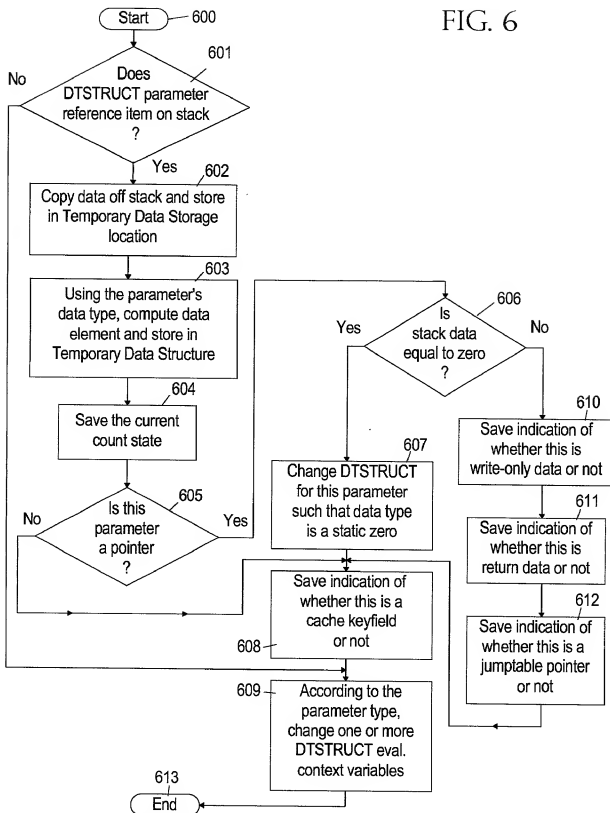 FIG. 6
Start
600
601
No
Does
DTSTRUCT parameter
reference item on stack
?
Yes
602
Copy data off stack and store
in Temporary Data Storage
location
603
Using the parameter's
data type, compute data
element and store in
Temporary Data Structure
604
Save the current
count state
605
No
Is this
parameter
a pointer
?
Yes
606
Yes
Is
stack data
equal to zero
?
No
607
Change DTSTRUCT
for this parameter
such that data type
is a static zero
610
Save indication of
whether this is
write-only data or not
611
Save indication of
whether this is
return data or not
612
Save indication of
whether this is a
jumptable pointer
or not
Save indication of
whether this is a
cache keyfield
or not
608
609
According to the
parameter type,
change one or more
DTSTRUCT eval.
context variables
613
End